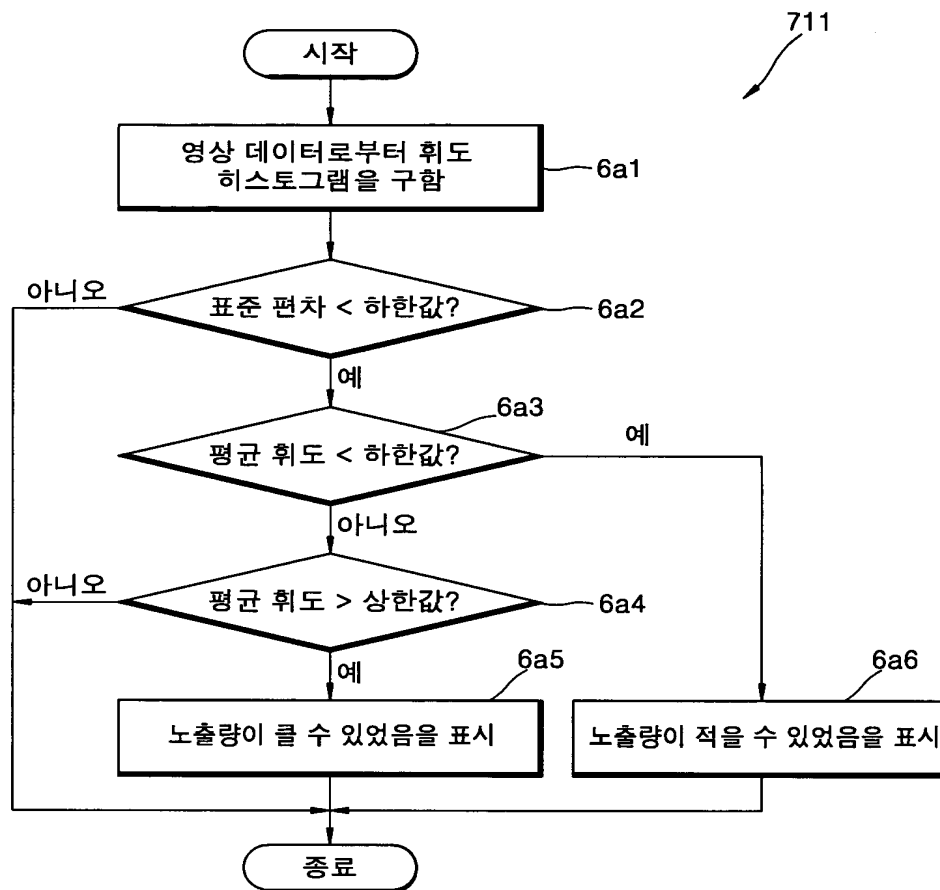 711
시작
영상 데이터로부터 휘도
히스토그램을 구함
6a1
아니오
표준 편차 < 하한값?
6a2
예
6a3
평균 휘도 < 하한값?
예
아니오
아니오
평균 휘도 > 상한값?
6a4
예
6a5
6a6
노출량이 클 수 있었음을 표시
노출량이 적을 수 있었음을 표시
종료